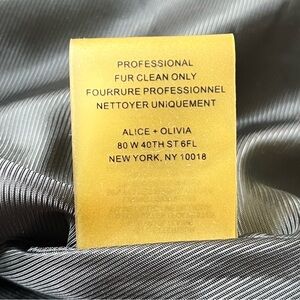 PROFESSIONAL
FUR CLEAN ONLY
FOURRURE PROFESSIONNEL
NETTOYER UNIQUEMENT
ALICE + OLIVIA
80 W 40TH ST 6FL
NEW YORK, NY 10018